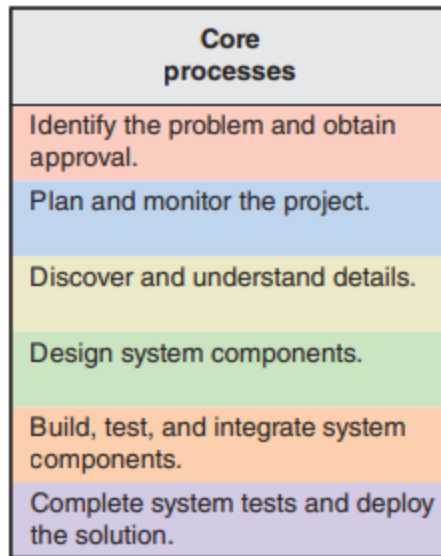 Core
processes
Identify the problem and obtain
approval.
Plan and monitor the project.
Discover and understand details.
Design system components.
Build, test, and integrate system
components.
Complete system tests and deploy
the solution.